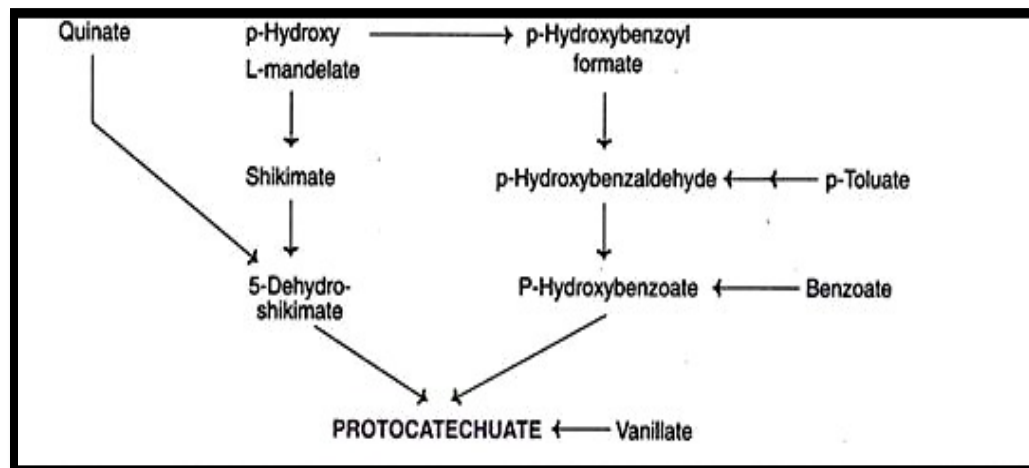 Quinate
p-Hydroxy
L-mandelate
p-Hydroxybenzoyl
formate
Shikimate
p-Hydroxybenzaldehyde
p-Toluate
5-Dehydro-
shikimate
P-Hydroxybenzoate
Benzoate
PROTOCATECHUATE
Vanillate